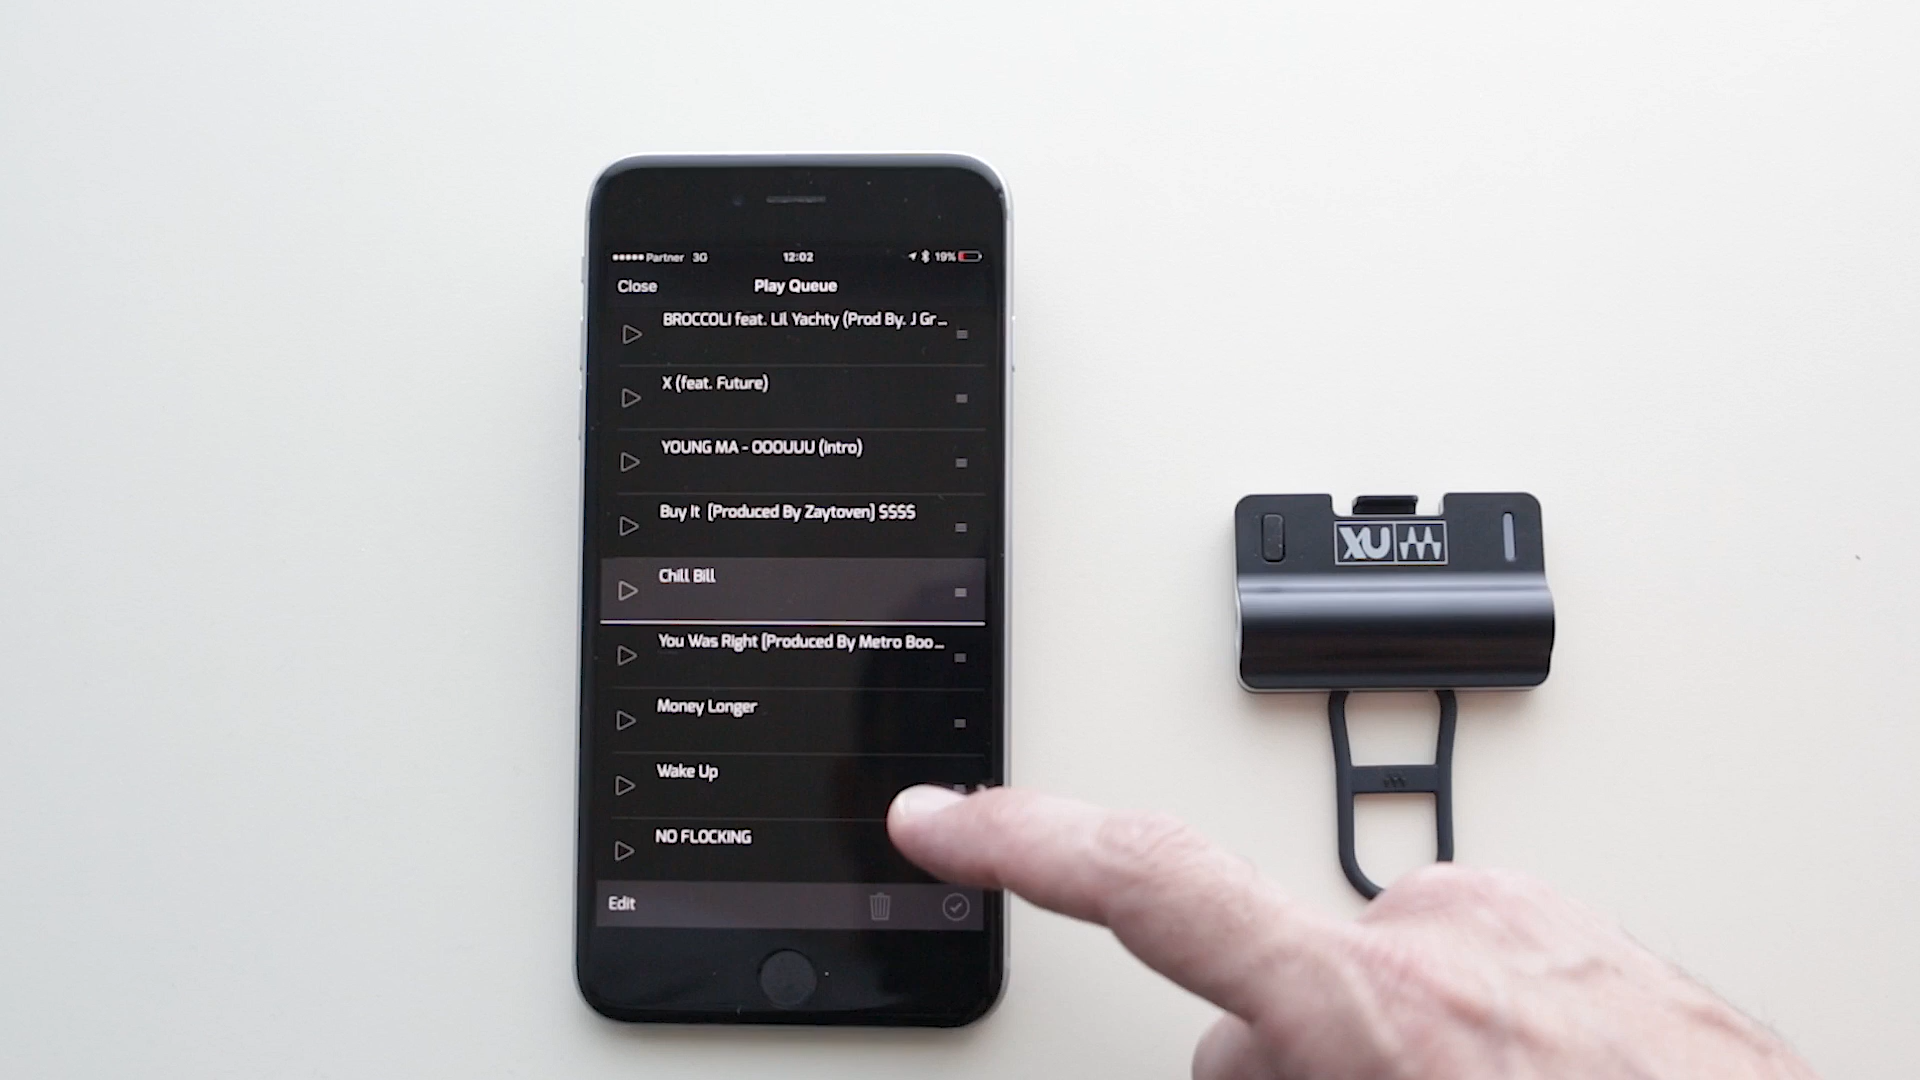 Partner 3G 12:02 19%
Close Play Queue
BROCCOLI feat. Lil Yachty (Prod By. J Gr...
X (feat. Future)
YOUNG MA - OOOUUU (Intro)
Buy It [Produced By Zaytoven] $$$$
Chill Bill
You Was Right [Produced By Metro Boo...
Money Longer
Wake Up
NO FLOCKING
Edit
XU